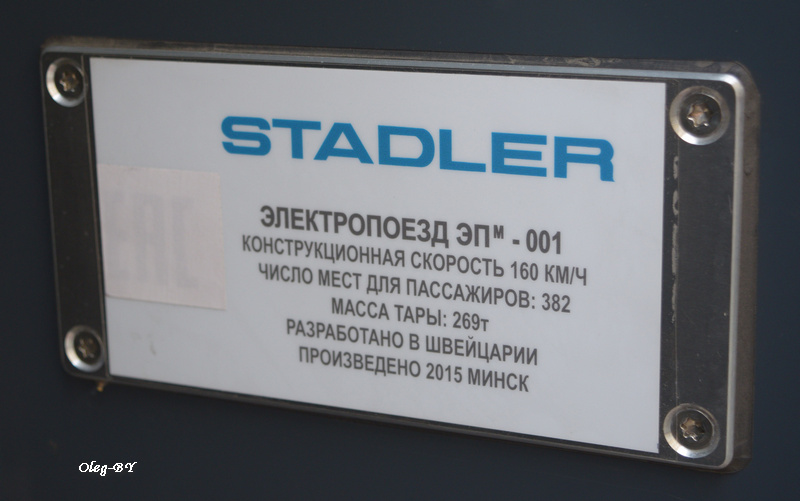 STADLER
ЭЛЕКТРОПОЕЗД ЭПᴹ - 001
КОНСТРУКЦИОННАЯ СКОРОСТЬ 160 КМ/Ч
ЧИСЛО МЕСТ ДЛЯ ПАССАЖИРОВ: 382
МАССА ТАРЫ: 269т
РАЗРАБОТАНО В ШВЕЙЦАРИИ
ПРОИЗВЕДЕНО 2015 МИНСК
Oleg-BY